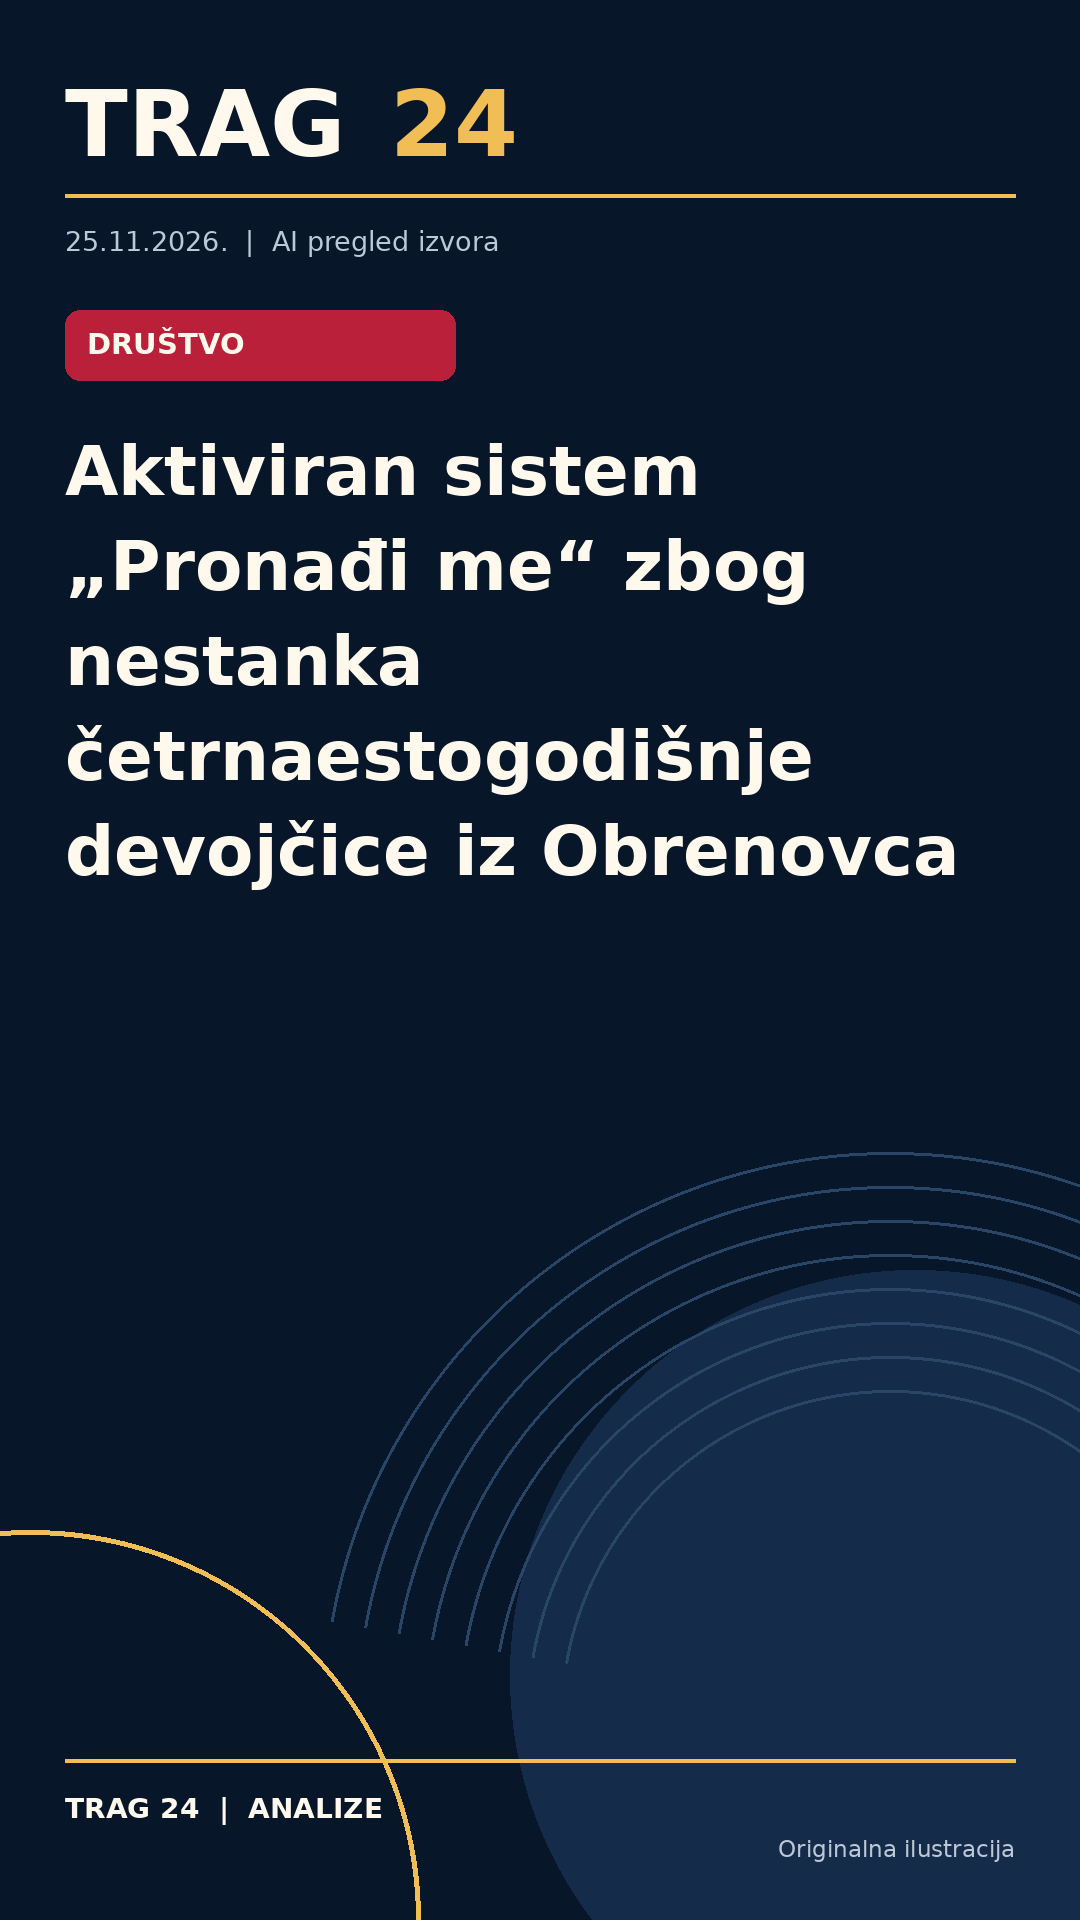 TRAG 24
25.11.2026. | AI pregled izvora
DRUŠTVO
Aktiviran sistem
„Pronađi me“ zbog
nestanka
četrnaestogodišnje
devojčice iz Obrenovca
TRAG 24 | ANALIZE
Originalna ilustracija